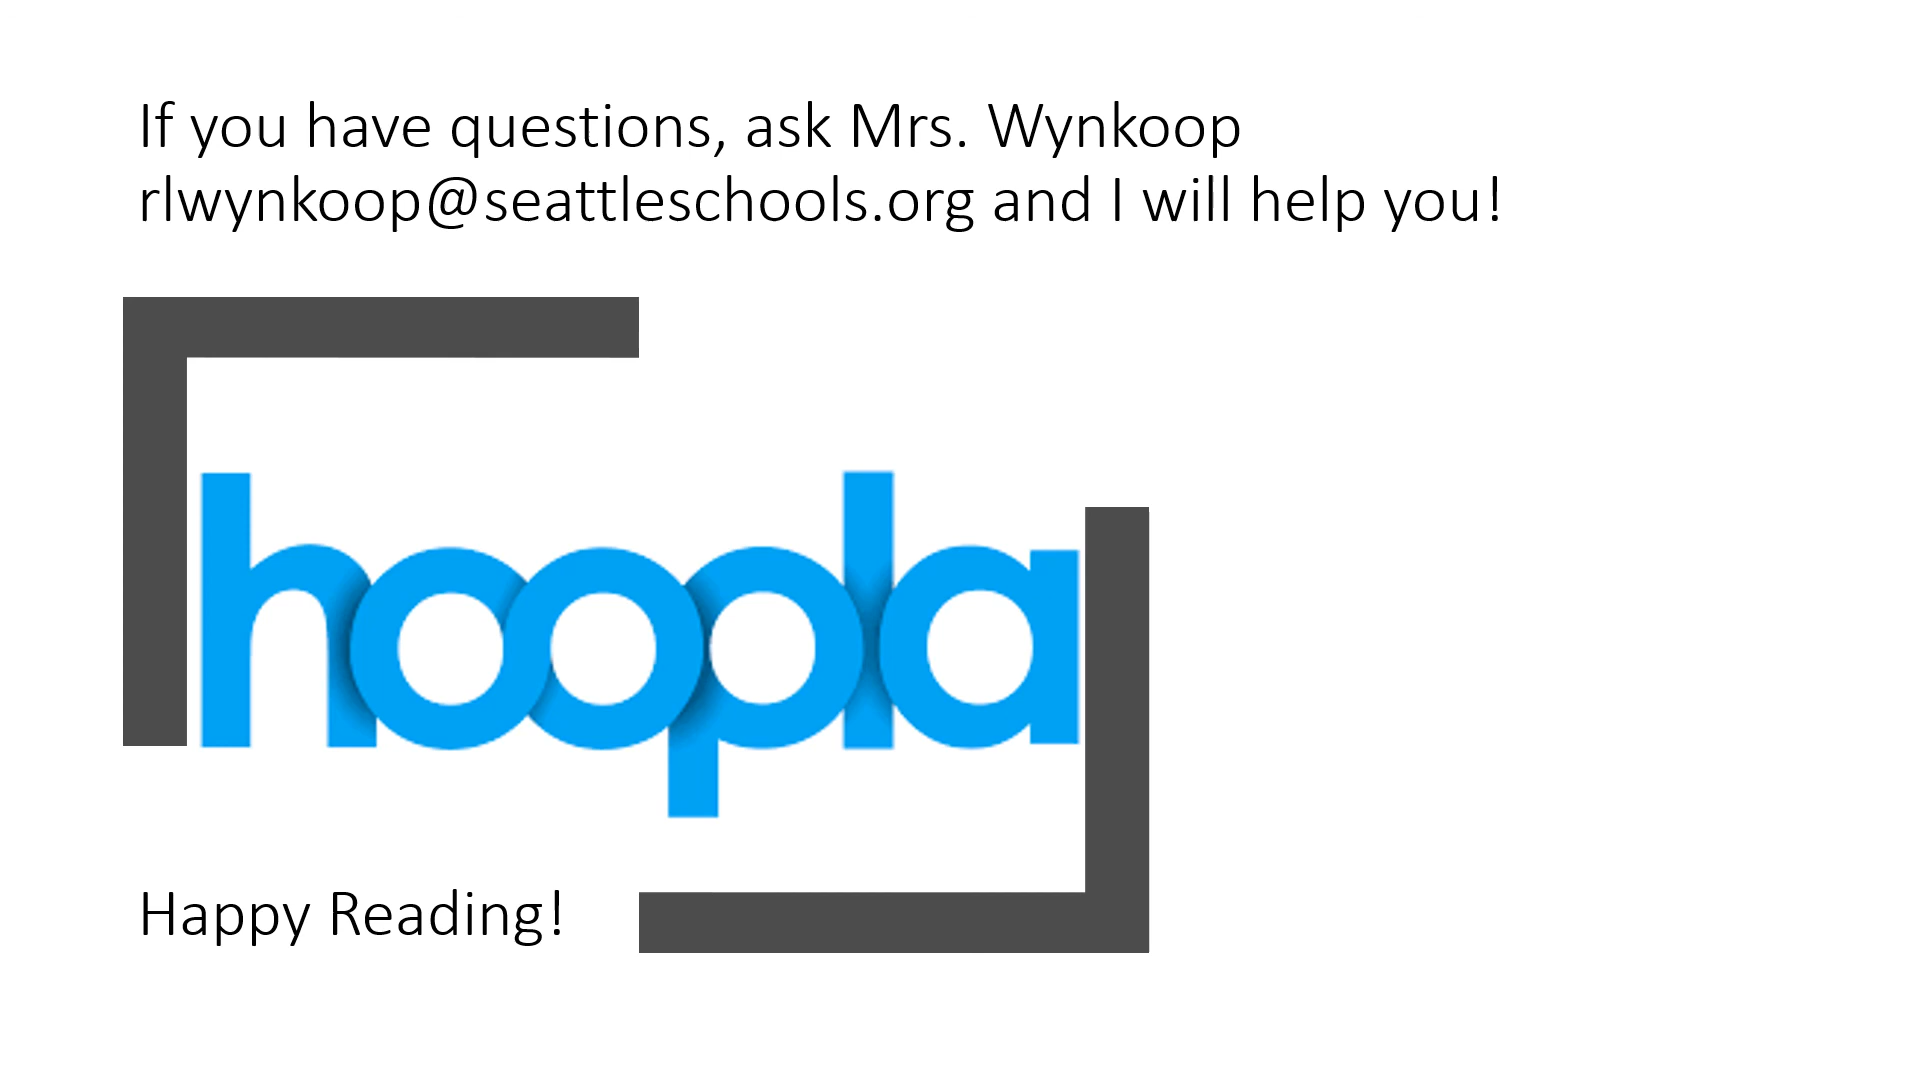 If you have questions, ask Mrs. Wynkoop
rlwynkoop@seattleschools.org and I will help you!
hoopla
Happy Reading!